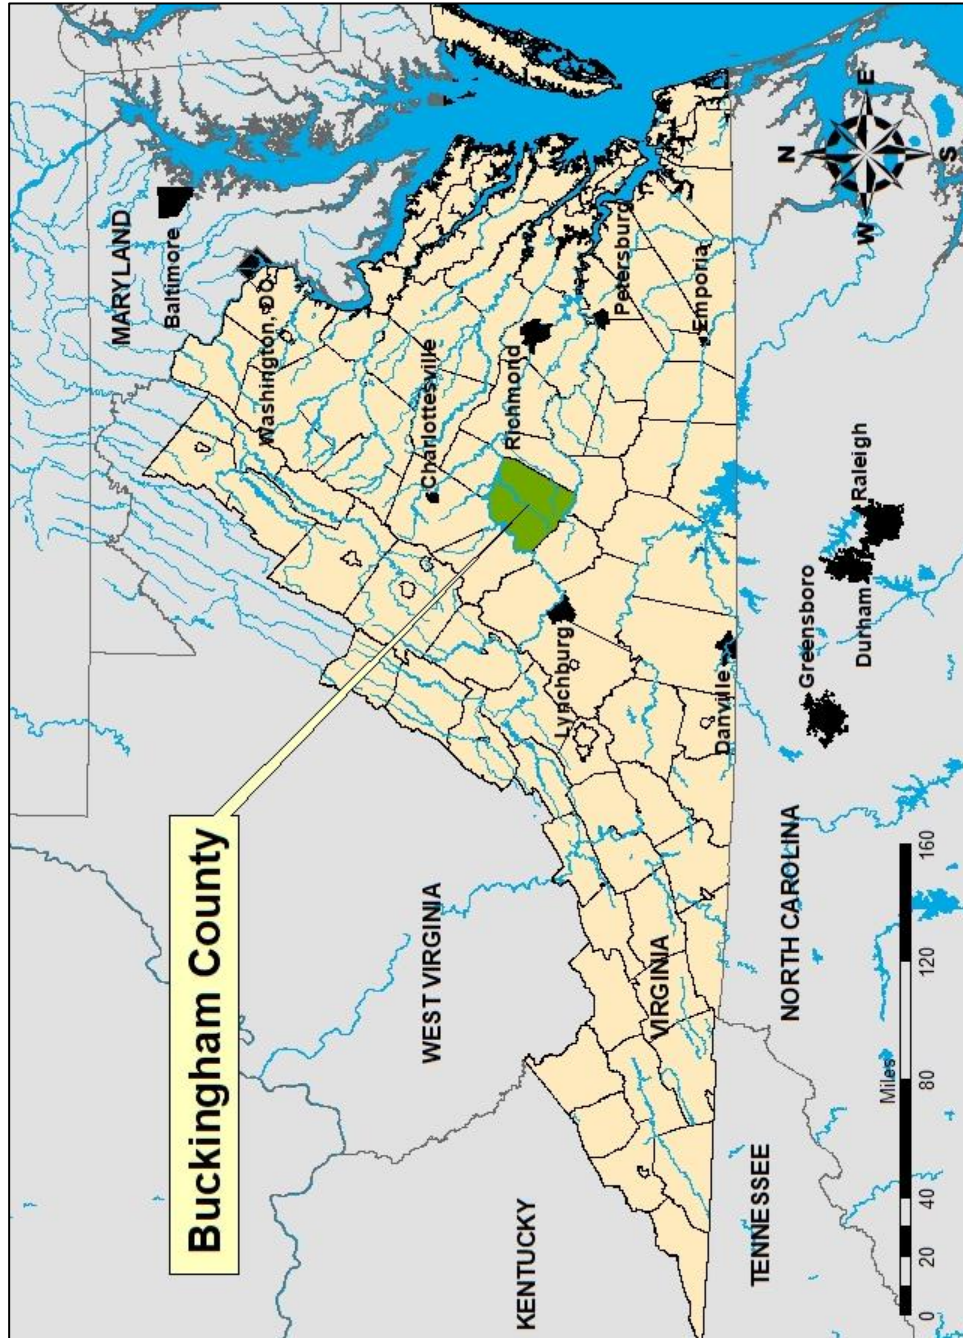 Buckingham County
MARYLAND
Baltimore
Washington, DC
WEST VIRGINIA
Charlottesville
KENTUCKY
Richmond
Lynchburg
Petersburg
VIRGINIA
Emporia
Danville
TENNESSEE
NORTH CAROLINA
Greensboro
Durham
Raleigh
N
W
E
S
Miles
0 20 40 80 120 160